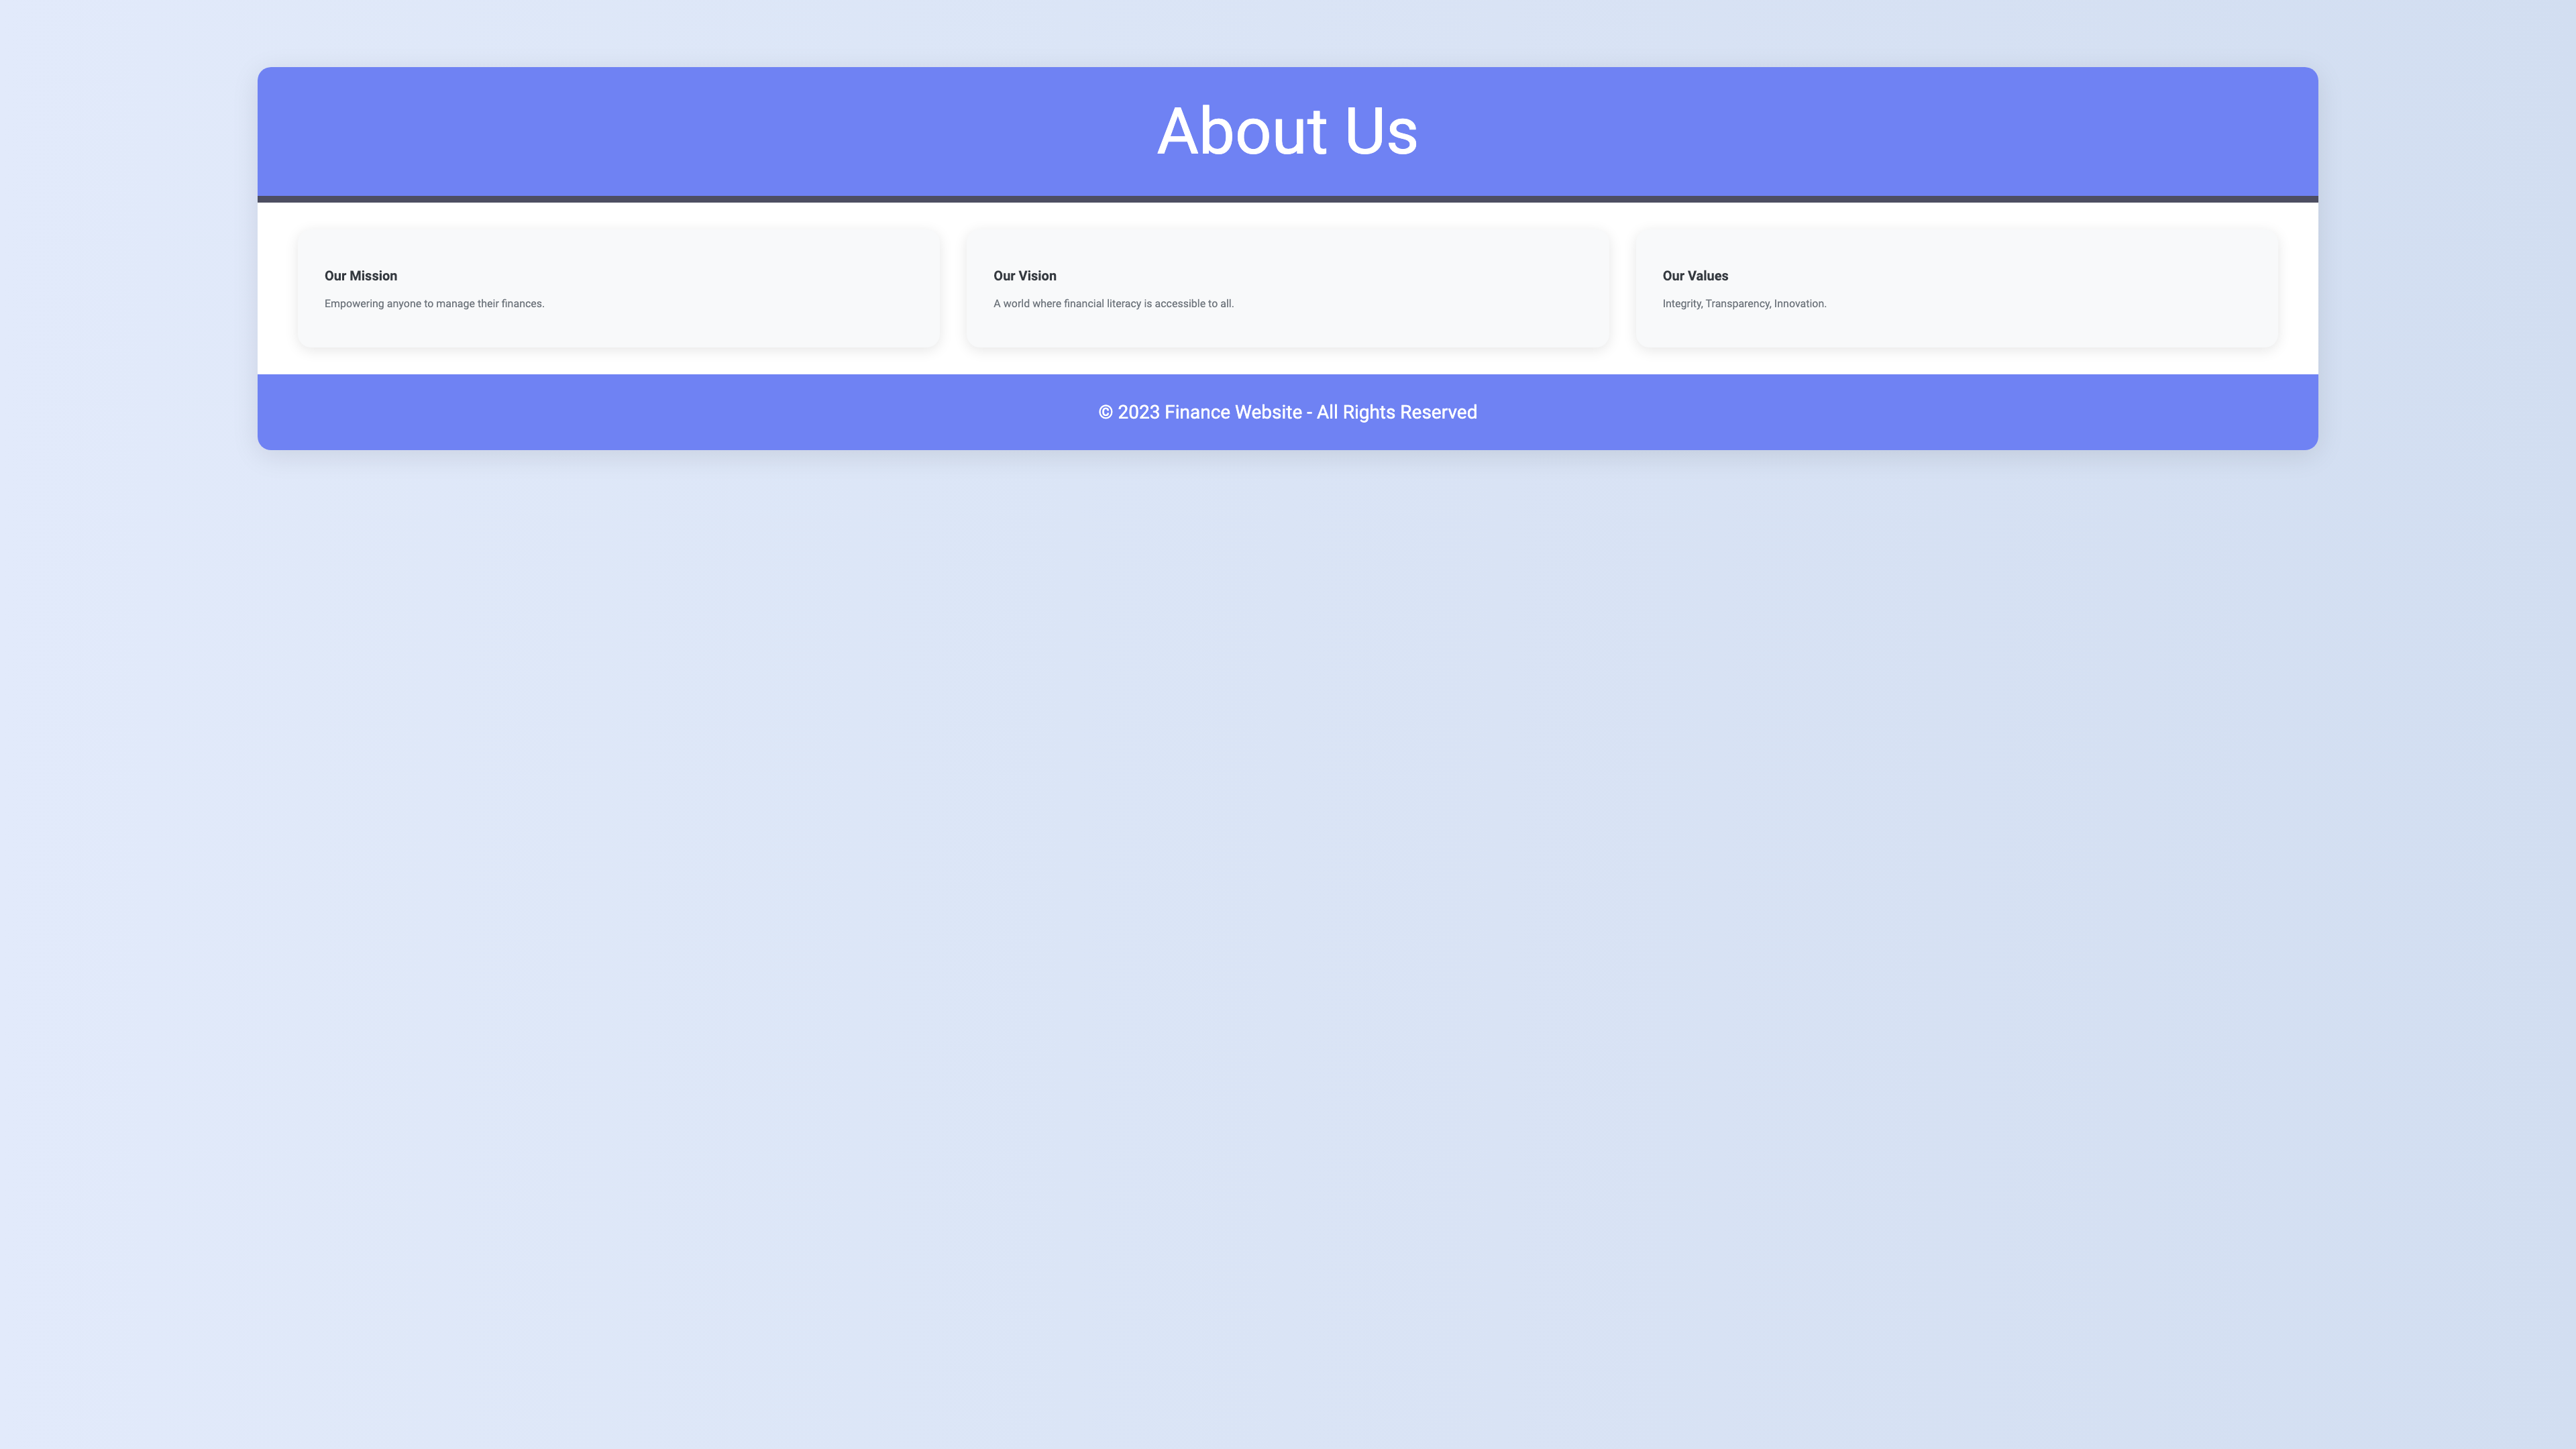 About Us
Our Mission
Empowering anyone to manage their finances.
Our Vision
A world where financial literacy is accessible to all.
Our Values
Integrity, Transparency, Innovation.
© 2023 Finance Website - All Rights Reserved